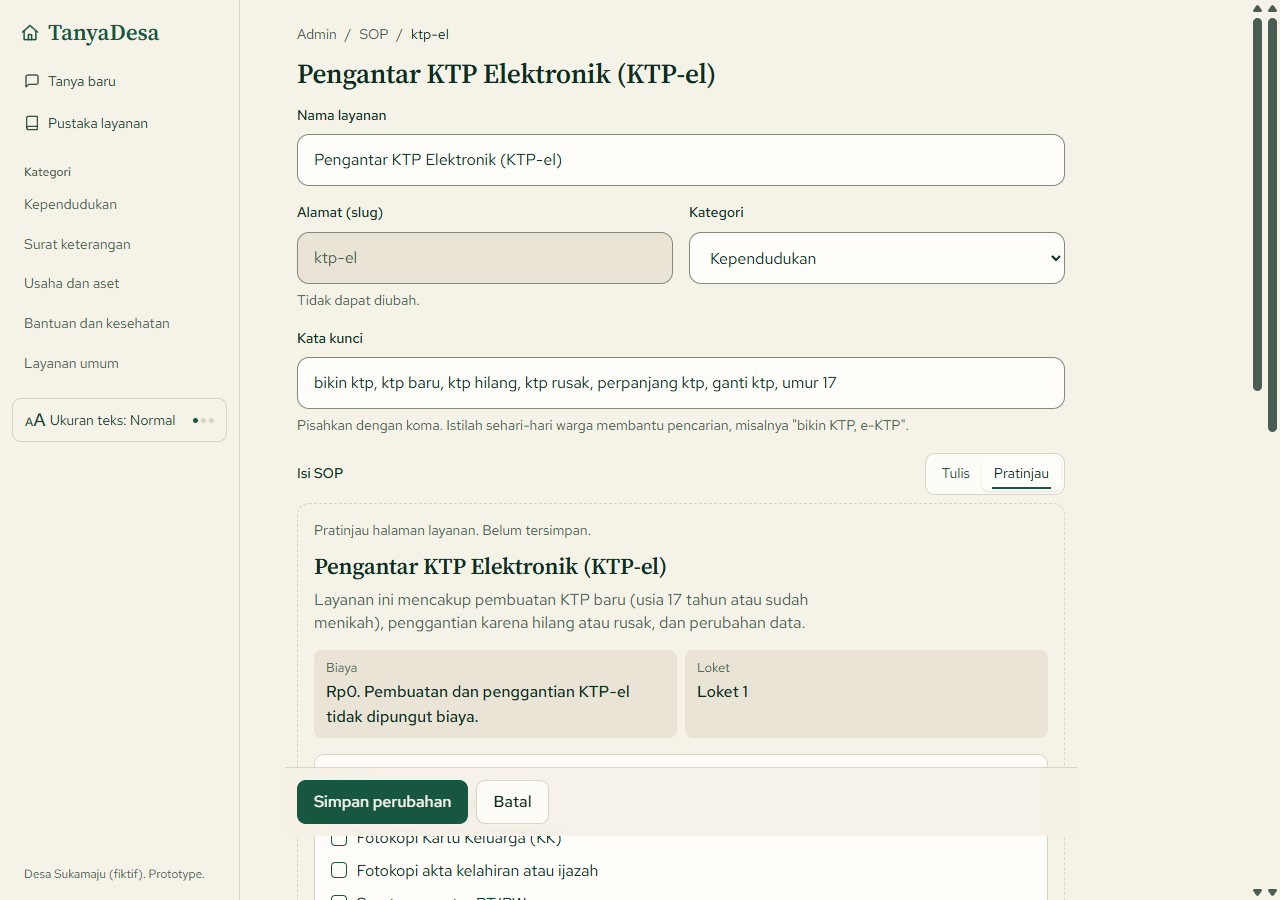 TanyaDesa
Tanya baru
Pustaka layanan
Kategori
Kependudukan
Surat keterangan
Usaha dan aset
Bantuan dan kesehatan
Layanan umum
AA Ukuran teks: Normal
Desa Sukamaju (fiktif). Prototype.
Admin / SOP / ktp-el
Pengantar KTP Elektronik (KTP-el)
Nama layanan
Pengantar KTP Elektronik (KTP-el)
Alamat (slug)
Kategori
ktp-el
Kependudukan
Tidak dapat diubah.
Kata kunci
bikin ktp, ktp baru, ktp hilang, ktp rusak, perpanjang ktp, ganti ktp, umur 17
Pisahkan dengan koma. Istilah sehari-hari warga membantu pencarian, misalnya "bikin KTP, e-KTP".
Isi SOP
Tulis
Pratinjau
Pratinjau halaman layanan. Belum tersimpan.
Pengantar KTP Elektronik (KTP-el)
Layanan ini mencakup pembuatan KTP baru (usia 17 tahun atau sudah
menikah), penggantian karena hilang atau rusak, dan perubahan data.
Biaya
Rp0. Pembuatan dan penggantian KTP-el
tidak dipungut biaya.
Loket
Loket 1
Simpan perubahan
Batal
Fotokopi Kartu Keluarga (KK)
Fotokopi akta kelahiran atau ijazah